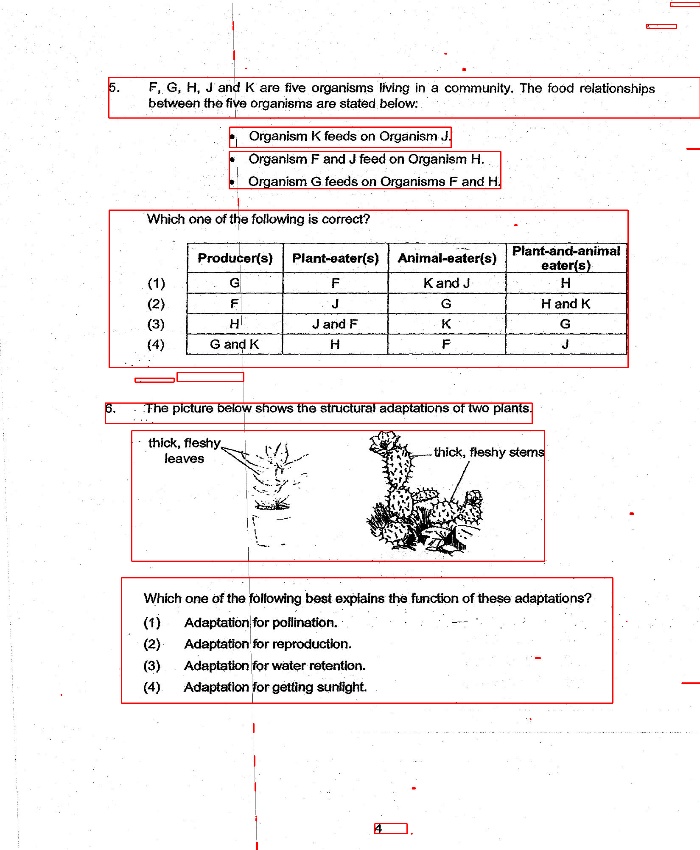 5. F, G, H, J and K are five organisms living in a community. The food relationships
between the five organisms are stated below:
• Organism K feeds on Organism J.
• Organism F and J feed on Organism H.
• Organism G feeds on Organisms F and H.
Which one of the following is correct?
Producer(s) Plant-eater(s) Animal-eater(s) Plant-and-animal eater(s)
(1) G F K and J H
(2) F J G H and K
(3) H J and F K G
(4) G and K H F J
6. The picture below shows the structural adaptations of two plants.
thick, fleshy
leaves
thick, fleshy stems
Which one of the following best explains the function of these adaptations?
(1) Adaptation for pollination.
(2) Adaptation for reproduction.
(3) Adaptation for water retention.
(4) Adaptation for getting sunlight.
4